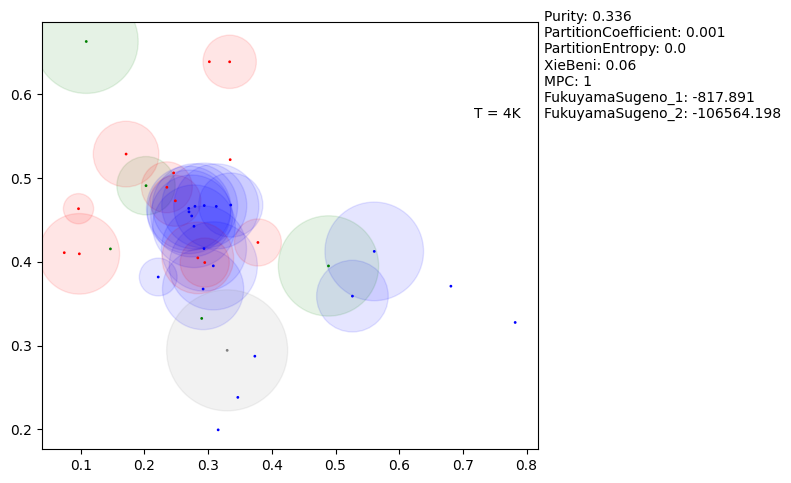 Purity: 0.336
PartitionCoefficient: 0.001
PartitionEntropy: 0.0
XieBeni: 0.06
MPC: 1
FukuyamaSugeno_1: -817.891
FukuyamaSugeno_2: -106564.198
T = 4K
0.6
0.5
0.4
0.3
0.2
0.1 0.2 0.3 0.4 0.5 0.6 0.7 0.8